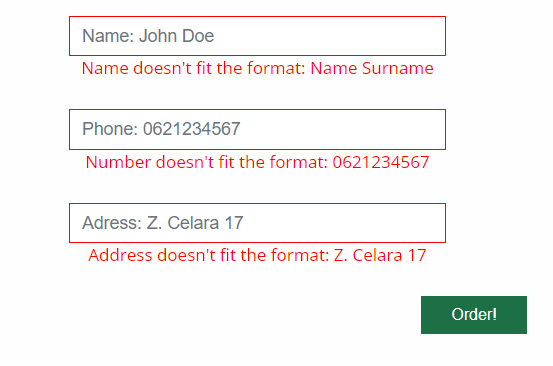 Name: John Doe
Name doesn't fit the format: Name Surname
Phone: 0621234567
Number doesn't fit the format: 0621234567
Adress: Z. Celara 17
Address doesn't fit the format: Z. Celara 17
Order!